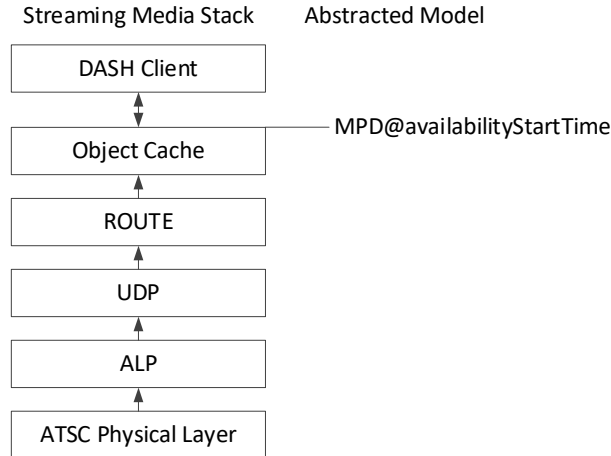 Streaming Media Stack Abstracted Model
DASH Client
MPD@availabilityStartTime
Object Cache
ROUTE
UDP
ALP
ATSC Physical Layer